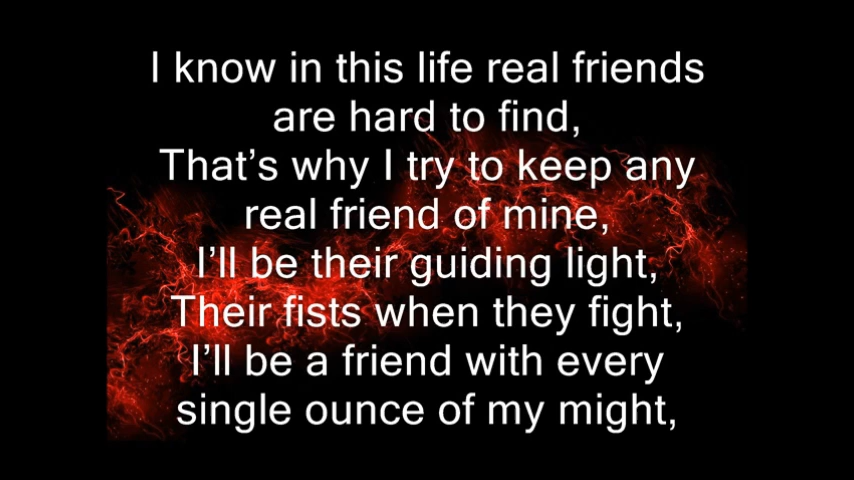 I know in this life real friends
are hard to find,
That’s why I try to keep any
real friend of mine,
I’ll be their guiding light,
Their fists when they fight,
I’ll be a friend with every
single ounce of my might,